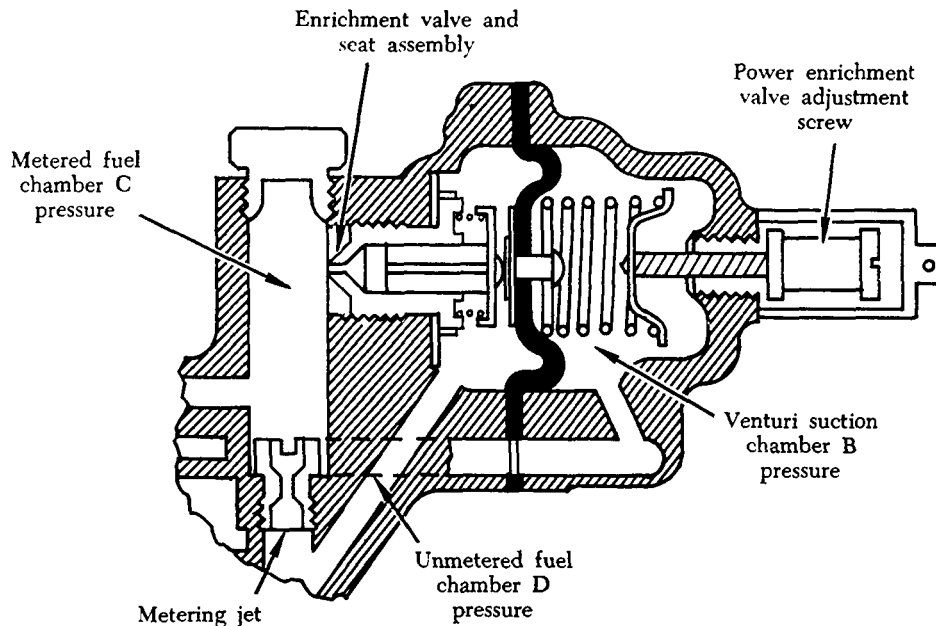 Enrichment valve and
seat assembly
Power enrichment
valve adjustment
screw
Metered fuel
chamber C
pressure
Venturi suction
chamber B
pressure
Unmetered fuel
chamber D
pressure
Metering jet